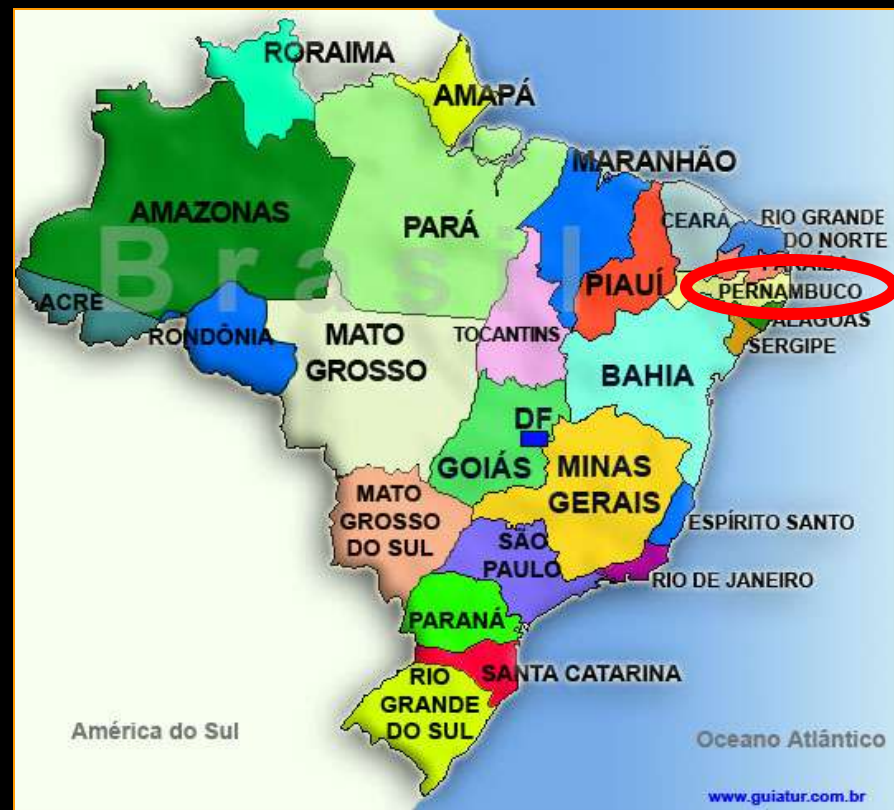 RORAIMA
AMAPÁ
MARANHÃO
AMAZONAS
PARÁ
CEARÁ
RIO GRANDE
DO NORTE
Brasil
PARAÍBA
PIAUÍ
PERNAMBUCO
ACRE
ALAGOAS
RONDÔNIA
MATO
GROSSO
TOCANTINS
SERGIPE
BAHIA
DF
GOIÁS
MINAS
GERAIS
MATO
GROSSO
DO SUL
ESPÍRITO SANTO
SÃO
PAULO
RIO DE JANEIRO
PARANÁ
SANTA CATARINA
RIO
GRANDE
DO SUL
América do Sul
Oceano Atlântico
www.guiatur.com.br